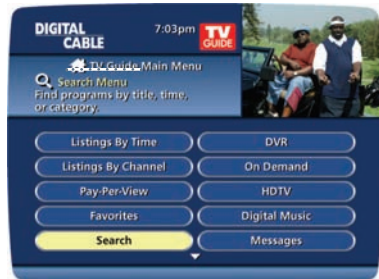 DIGITAL
CABLE
7:03pm
TV
GUIDE
TV Guide Main Menu
Search Menu
Find programs by title, time,
or category.
Listings By Time
DVR
Listings By Channel
On Demand
Pay-Per-View
HDTV
Favorites
Digital Music
Search
Messages